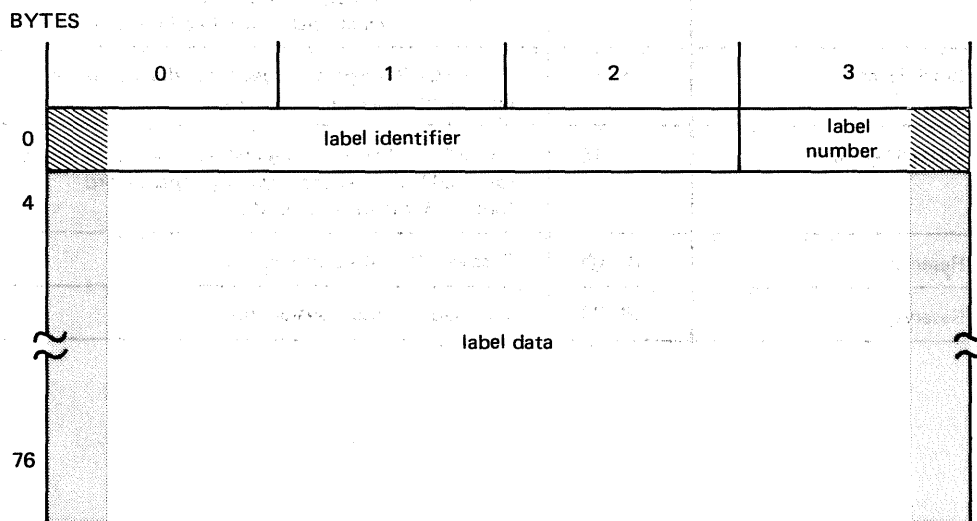 BYTES
0 1 2 3
0 label identifier label
number
4
label data
76